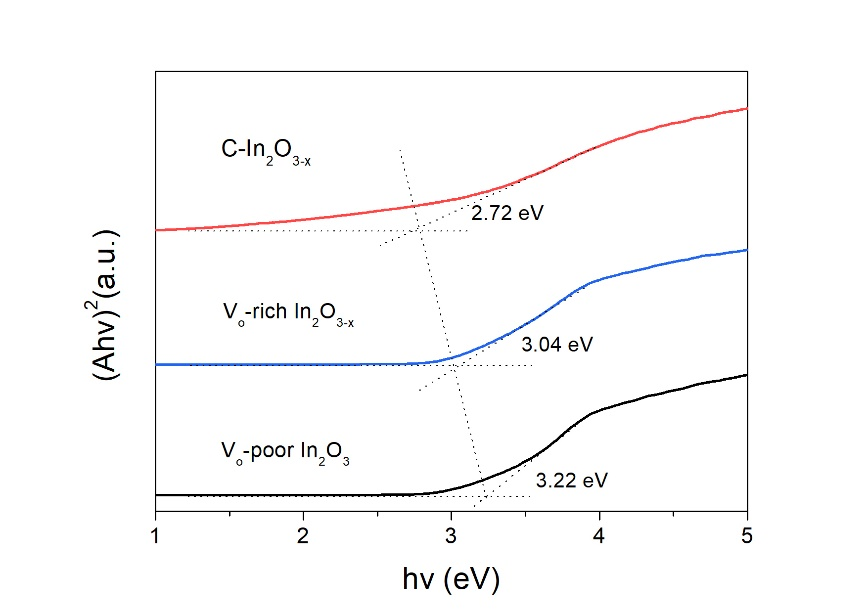 C-In₂O₃₋ₓ
2.72 eV
Vₒ-rich In₂O₃₋ₓ
3.04 eV
Vₒ-poor In₂O₃
3.22 eV
(Ahν)²(a.u.)
1 2 3 4 5
hν (eV)